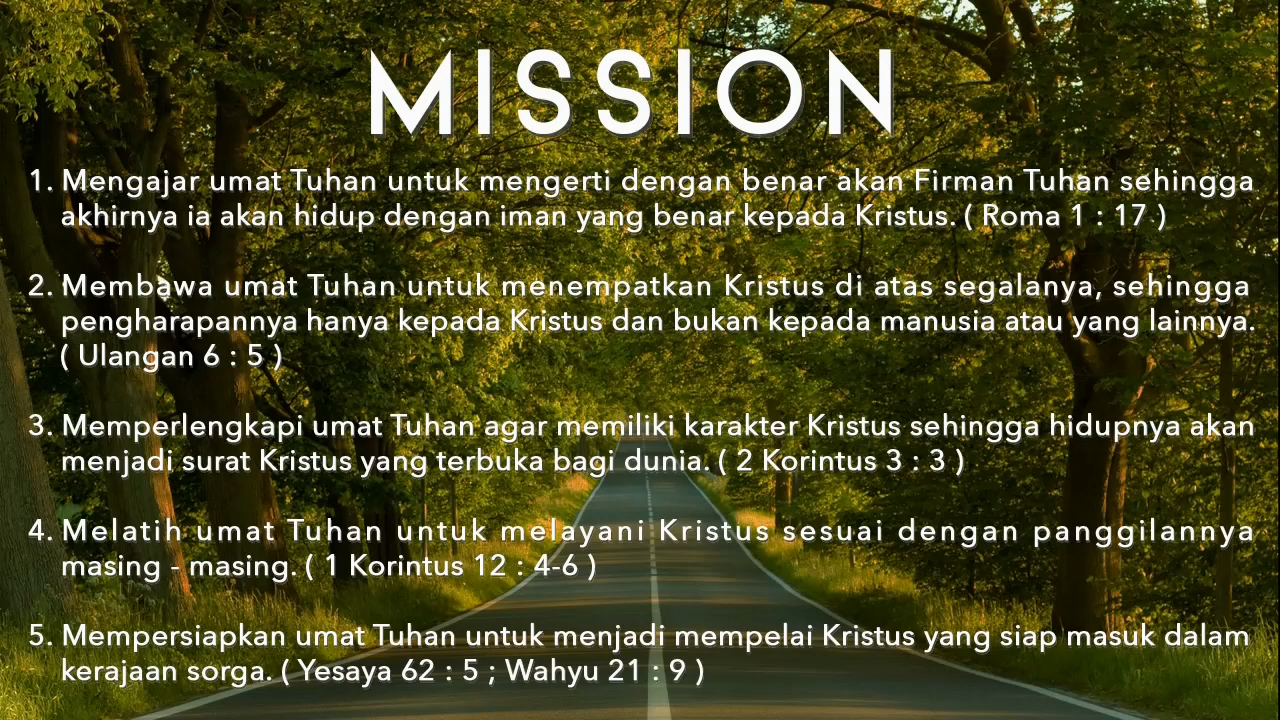 MISSION
1. Mengajar umat Tuhan untuk mengerti dengan benar akan Firman Tuhan sehingga
akhirnya ia akan hidup dengan iman yang benar kepada Kristus. ( Roma 1 : 17 )
2. Membawa umat Tuhan untuk menempatkan Kristus di atas segalanya, sehingga
pengharapannya hanya kepada Kristus dan bukan kepada manusia atau yang lainnya.
( Ulangan 6 : 5 )
3. Memperlengkapi umat Tuhan agar memiliki karakter Kristus sehingga hidupnya akan
menjadi surat Kristus yang terbuka bagi dunia. ( 2 Korintus 3 : 3 )
4. Melatih umat Tuhan untuk melayani Kristus sesuai dengan panggilannya
masing - masing. ( 1 Korintus 12 : 4-6 )
5. Mempersiapkan umat Tuhan untuk menjadi mempelai Kristus yang siap masuk dalam
kerajaan sorga. ( Yesaya 62 : 5 ; Wahyu 21 : 9 )